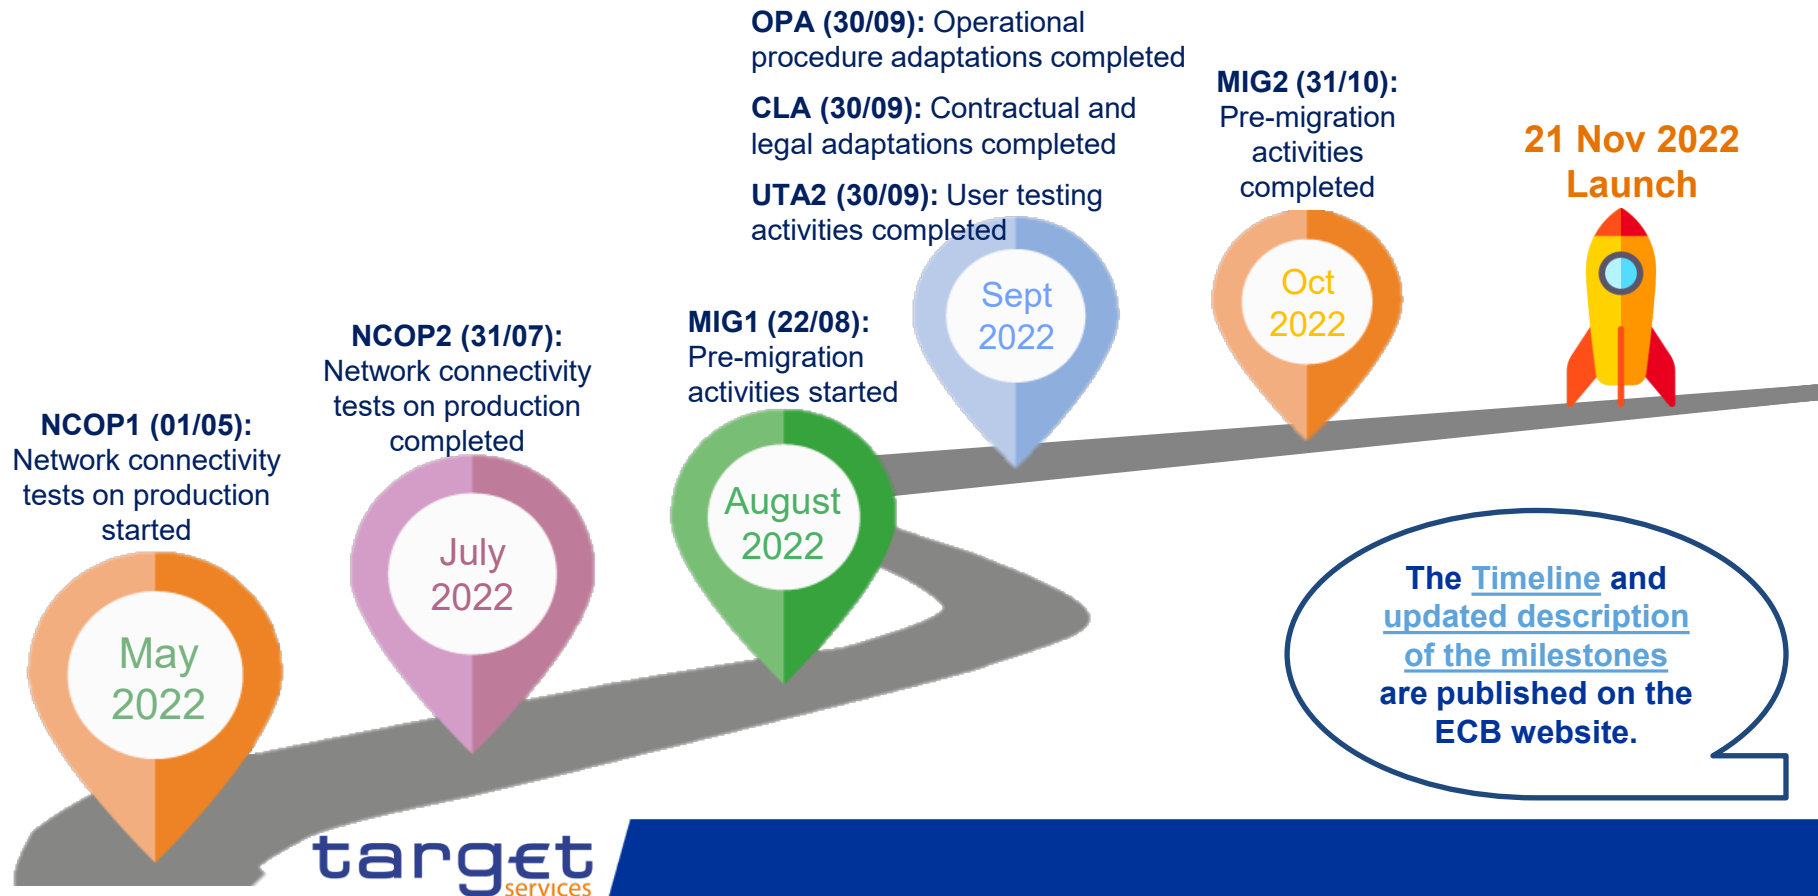 OPA (30/09): Operational
procedure adaptations completed
CLA (30/09): Contractual and
legal adaptations completed
UTA2 (30/09): User testing
activities completed
MIG2 (31/10):
Pre-migration
activities
completed
21 Nov 2022
Launch
Sept
2022
Oct
2022
MIG1 (22/08):
Pre-migration
activities started
NCOP2 (31/07):
Network connectivity
tests on production
completed
NCOP1 (01/05):
Network connectivity
tests on production
started
August
2022
July
2022
May
2022
The Timeline and
updated description
of the milestones
are published on the
ECB website.
target
services